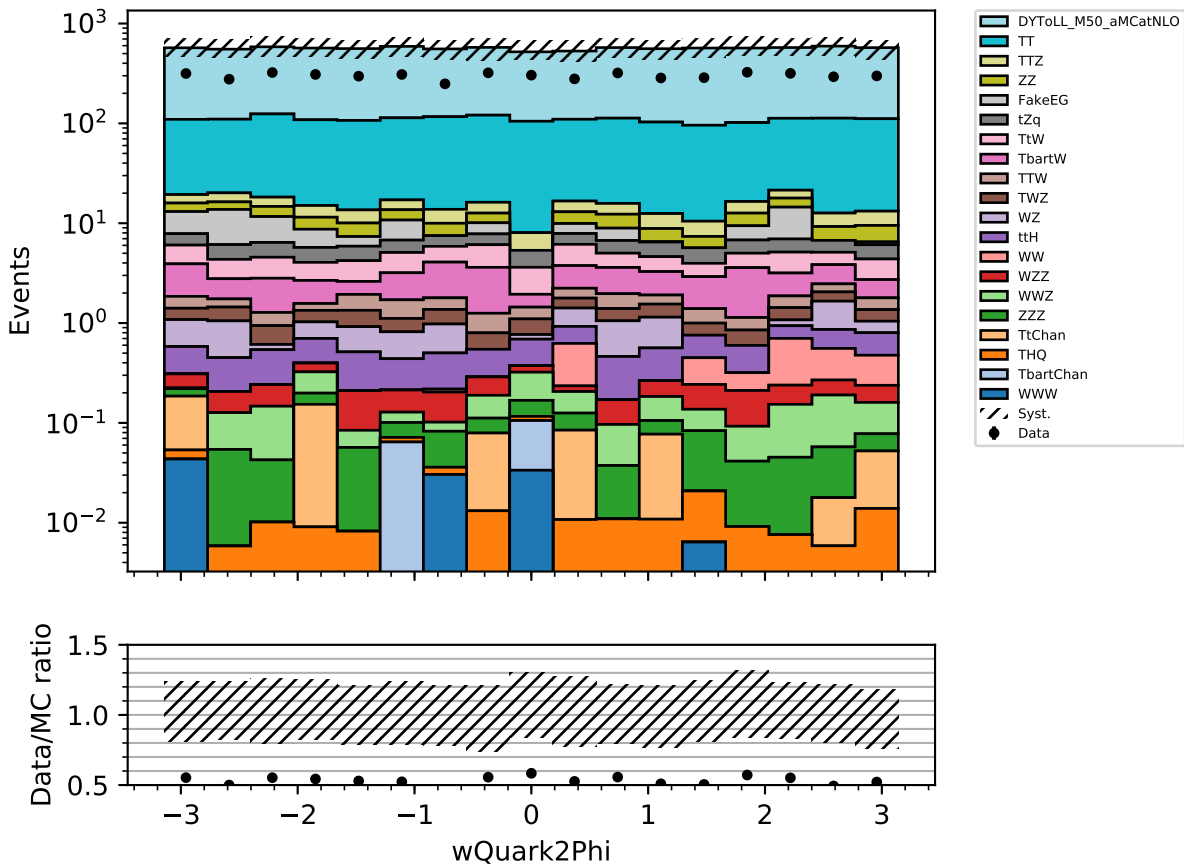 Events
10³
10²
10¹
10⁰
10⁻¹
10⁻²
DYToLL_M50_aMCatNLO
TT
TTZ
ZZ
FakeEG
tZq
TtW
TbartW
TTW
TWZ
WZ
ttH
WW
WZZ
WWZ
ZZZ
TtChan
THQ
TbartChan
WWW
Syst.
Data
Data/MC ratio
1.5
1.0
0.5
−3 −2 −1 0 1 2 3
wQuark2Phi